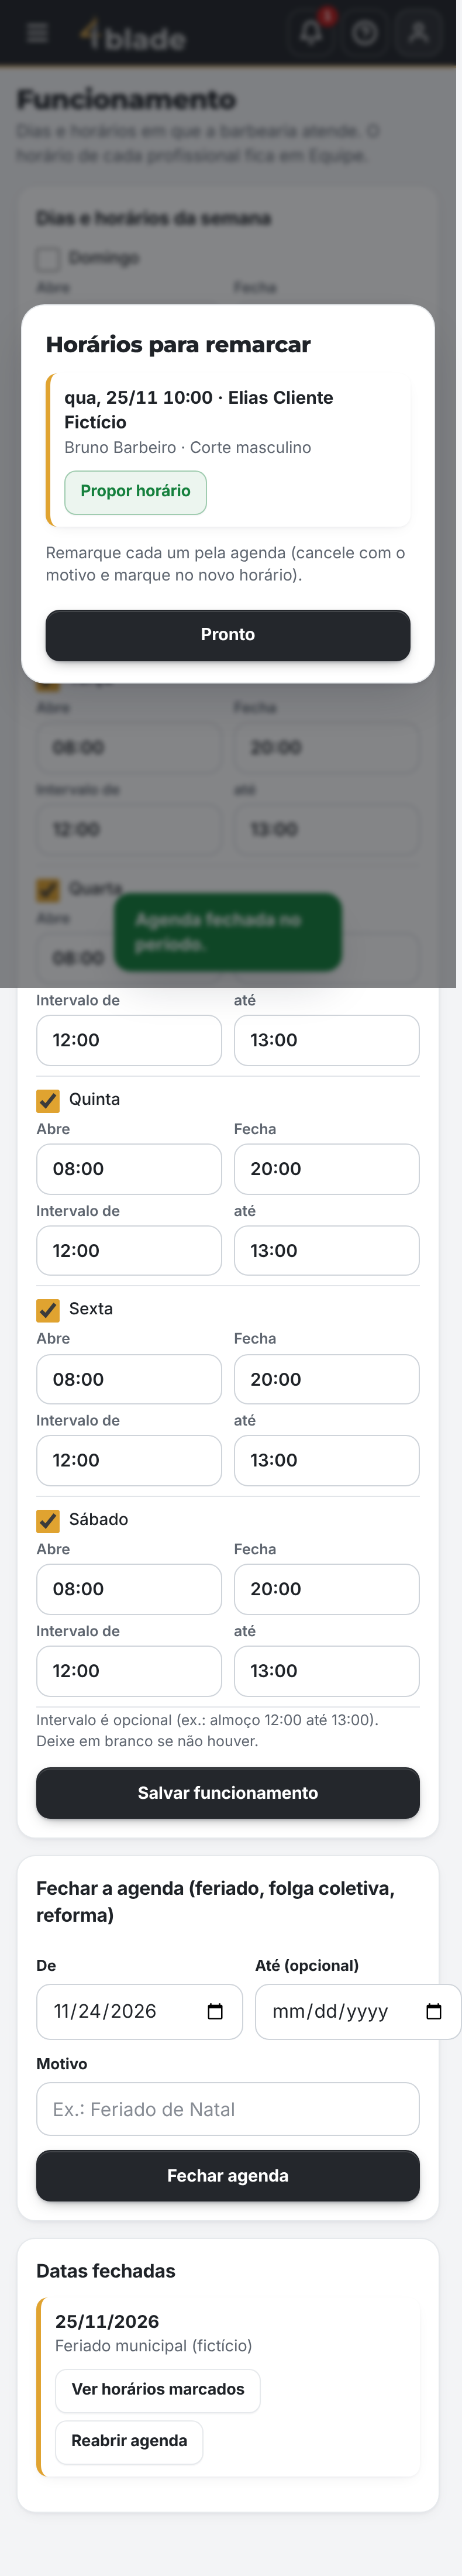 blade
Funcionamento
Dias e horários em que a barbearia atende. O
horário de cada profissional fica em Equipe.
Dias e horários da semana
Domingo
Abre Fecha
Horários para remarcar
qua, 25/11 10:00 · Elias Cliente
Fictício
Bruno Barbeiro · Corte masculino
Propor horário
Remarque cada um pela agenda (cancele com o
motivo e marque no novo horário).
Pronto
Abre Fecha
08:00 20:00
Intervalo de até
12:00 13:00
Quarta
Abre
08:00
Agenda fechada no
período.
Intervalo de até
12:00 13:00
Quinta
Abre Fecha
08:00 20:00
Intervalo de até
12:00 13:00
Sexta
Abre Fecha
08:00 20:00
Intervalo de até
12:00 13:00
Sábado
Abre Fecha
08:00 20:00
Intervalo de até
12:00 13:00
Intervalo é opcional (ex.: almoço 12:00 até 13:00).
Deixe em branco se não houver.
Salvar funcionamento
Fechar a agenda (feriado, folga coletiva,
reforma)
De Até (opcional)
11/24/2026 mm/dd/yyyy
Motivo
Ex.: Feriado de Natal
Fechar agenda
Datas fechadas
25/11/2026
Feriado municipal (fictício)
Ver horários marcados
Reabrir agenda